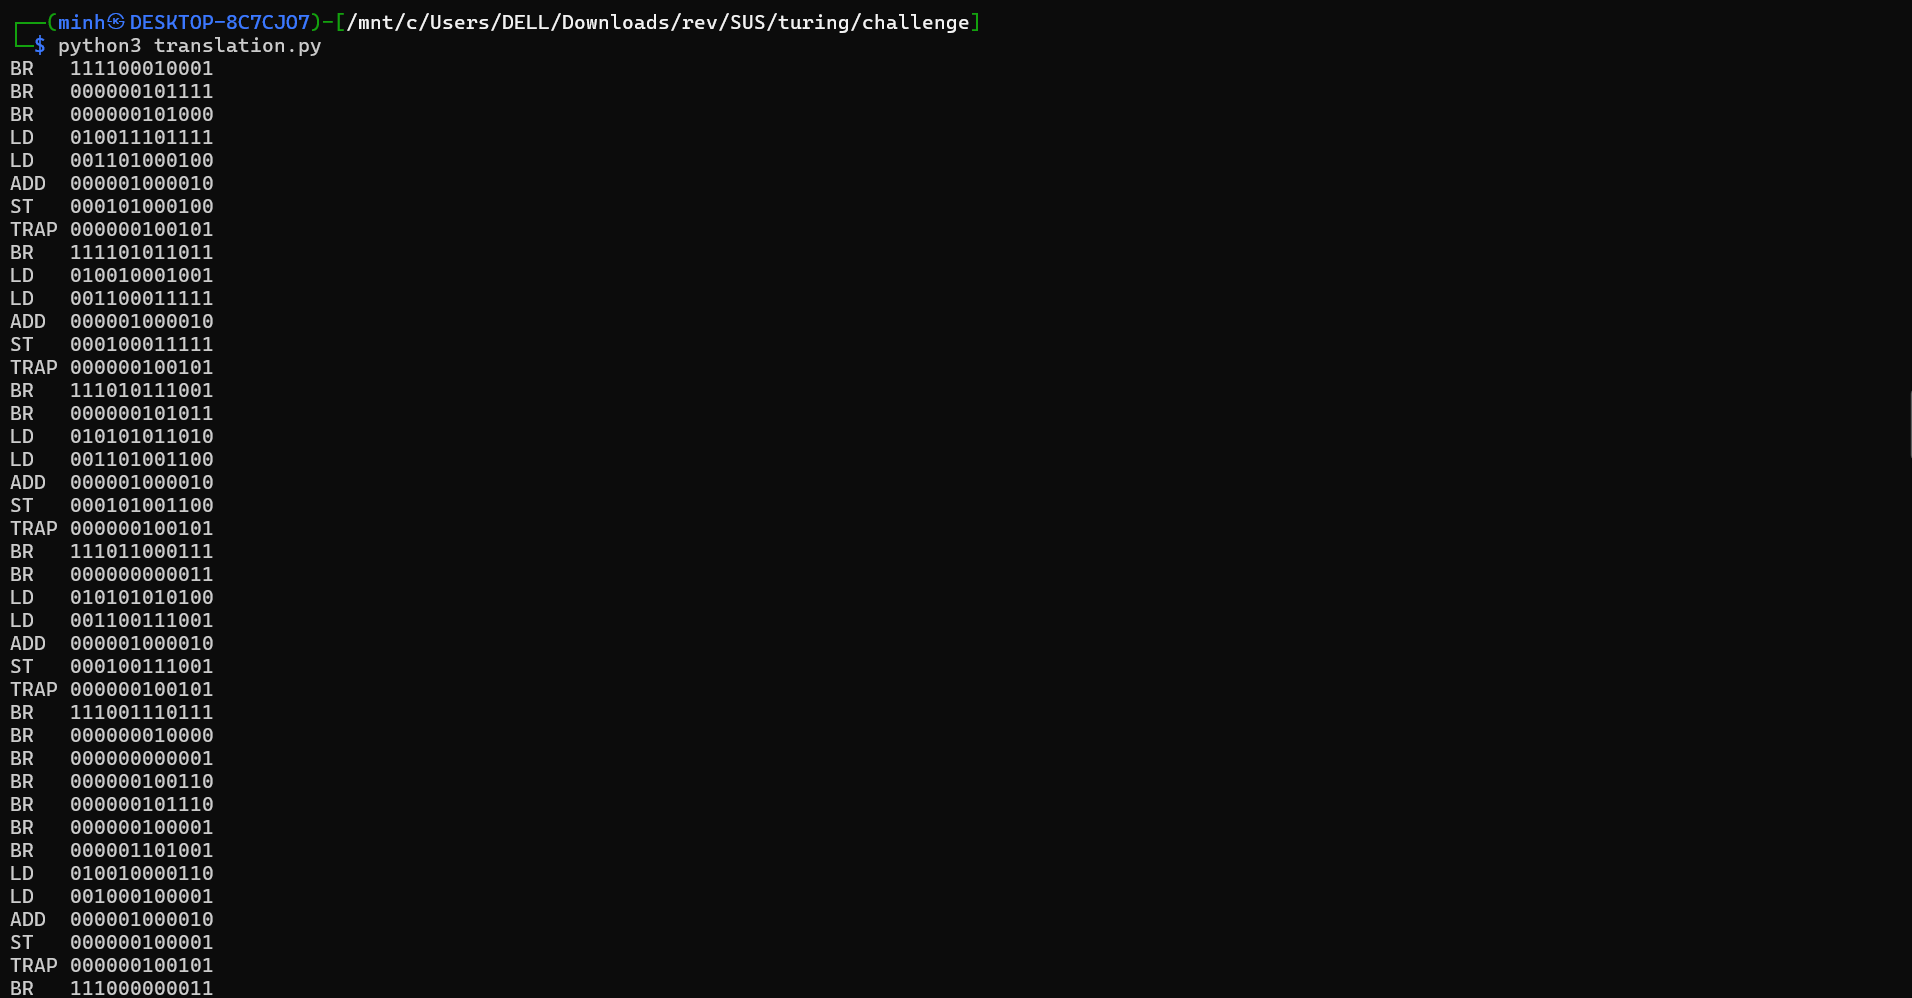 ┌──(minh㉿DESKTOP-8C7CJO7)-[/mnt/c/Users/DELL/Downloads/rev/SUS/turing/challenge]
└─$ python3 translation.py
BR   111100010001
BR   000000101111
BR   000000101000
LD   010011101111
LD   001101000100
ADD  000001000010
ST   000101000100
TRAP 000000100101
BR   111101011011
LD   010010001001
LD   001100011111
ADD  000001000010
ST   000100011111
TRAP 000000100101
BR   111010111001
BR   000000101011
LD   010101011010
LD   001101001100
ADD  000001000010
ST   000101001100
TRAP 000000100101
BR   111011000111
BR   000000000011
LD   010101010100
LD   001100111001
ADD  000001000010
ST   000100111001
TRAP 000000100101
BR   111001110111
BR   000000010000
BR   000000000001
BR   000000100110
BR   000000101110
BR   000000100001
BR   000001101001
LD   010010000110
LD   001000100001
ADD  000001000010
ST   000000100001
TRAP 000000100101
BR   111000000011